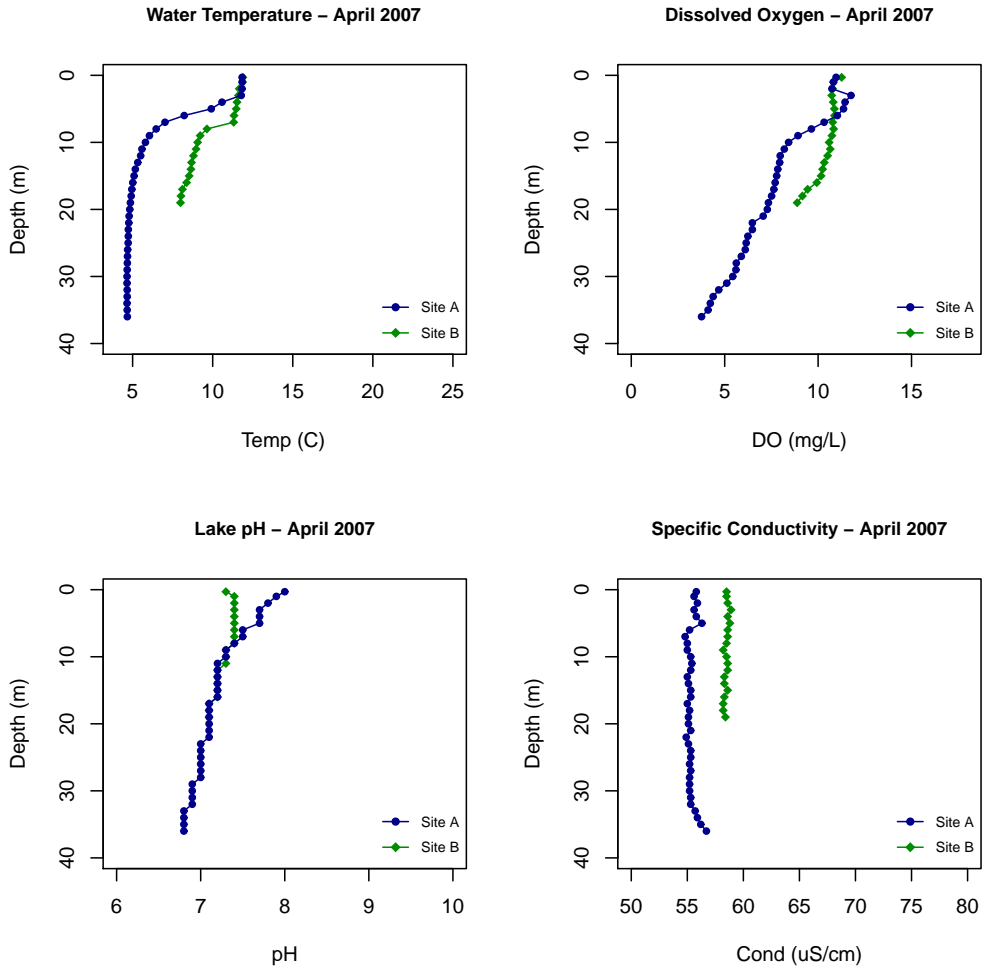 Water Temperature – April 2007
0
10
20
30
40
Depth (m)
Site A
Site B
5 10 15 20 25
Temp (C)
Dissolved Oxygen – April 2007
0
10
20
30
40
Depth (m)
Site A
Site B
0 5 10 15
DO (mg/L)
Lake pH – April 2007
0
10
20
30
40
Depth (m)
Site A
Site B
6 7 8 9 10
pH
Specific Conductivity – April 2007
0
10
20
30
40
Depth (m)
Site A
Site B
50 55 60 65 70 75 80
Cond (uS/cm)